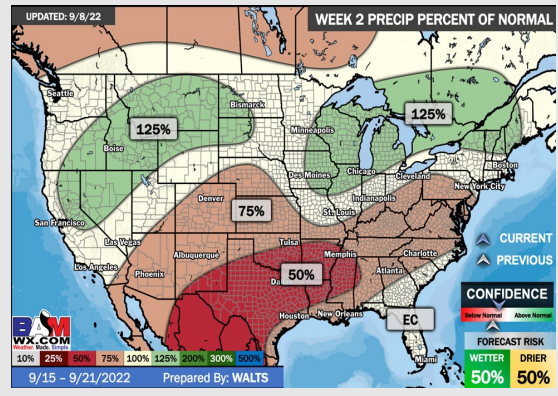 UPDATED: 9/8/22
WEEK 2 PRECIP PERCENT OF NORMAL
Seattle
Bismarck
125%
125%
Minneapolis
Boise
Boston
Des Moines
Chicago
Cleveland
New York City
Denver
75%
Indianapolis
San Francisco
St. Louis
Las Vegas
Tulsa
CURRENT
Los Angeles
Albuquerque
Memphis
Charlotte
PREVIOUS
Phoenix
50%
Atlanta
Da
CONFIDENCE
Houston
New Orleans
EC
Below Normal
Above Normal
BAM
WX.COM
Weather. Made. Simple.
FORECAST RISK
10% 25% 50% 75% 100% 125% 200% 300% 500%
Miami
WETTER
DRIER
9/15 – 9/21/2022
Prepared By: WALTS
50%
50%